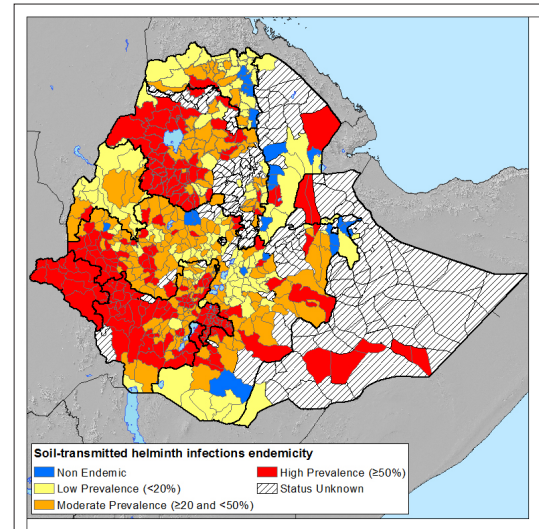 Soil-transmitted helminth infections endemicity
Non Endemic
Low Prevalence (<20%)
Moderate Prevalence (≥20 and <50%)
High Prevalence (≥50%)
Status Unknown